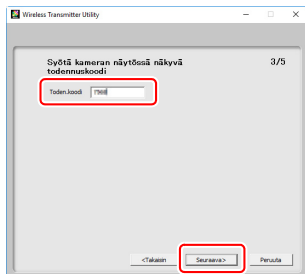 Wireless Transmitter Utility
Syötä kameran näytössä näkyvä
todennuskoodi
3/5
Toden.koodi
<Takaisin
Seuraava>
Peruuta